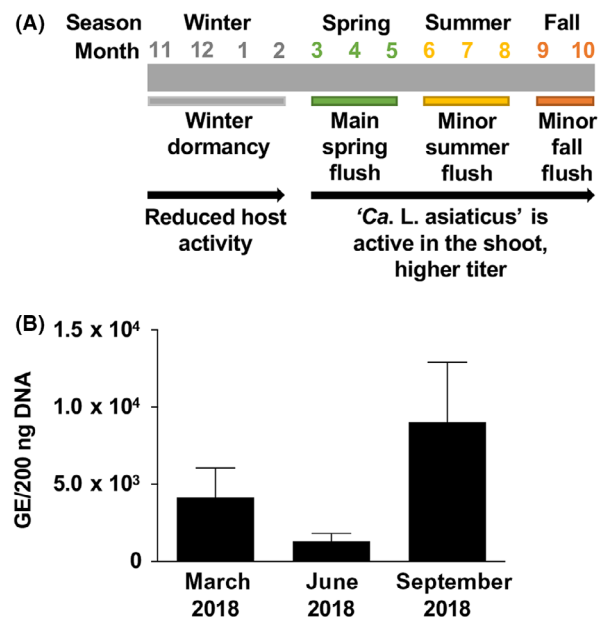 (A)
Season Winter Spring Summer Fall
Month 11 12 1 2 3 4 5 6 7 8 9 10
Winter dormancy
Main spring flush
Minor summer flush
Minor fall flush
Reduced host activity
'Ca. L. asiaticus' is
active in the shoot,
higher titer
(B)
GE/200 ng DNA
1.5 x 10⁴
1.0 x 10⁴
5.0 x 10³
0
March 2018
June 2018
September 2018